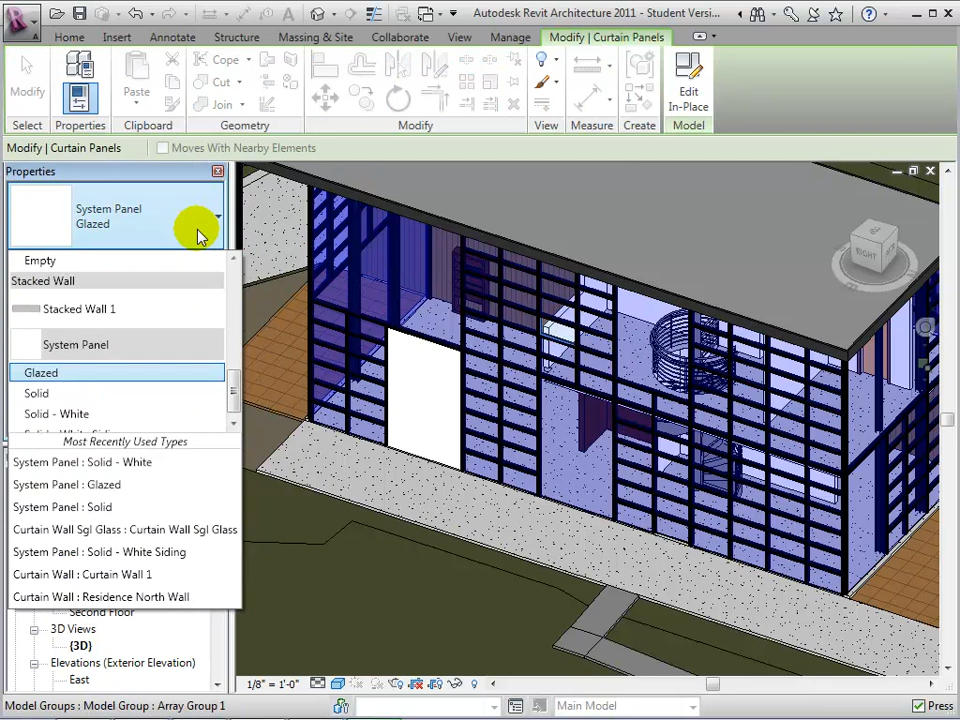 Autodesk Revit Architecture 2011 - Student Versi...
Home Insert Annotate Structure Massing & Site Collaborate View Manage Modify | Curtain Panels
Modify Paste Cope Cut Join Edit In-Place
Select Properties Clipboard Geometry Modify View Measure Create Model
Modify | Curtain Panels Moves With Nearby Elements
Properties
System Panel
Glazed
Empty
Stacked Wall
Stacked Wall 1
System Panel
Glazed
Solid
Solid - White
Most Recently Used Types
System Panel : Solid - White
System Panel : Glazed
System Panel : Solid
Curtain Wall Sgl Glass : Curtain Wall Sgl Glass
System Panel : Solid - White Siding
Curtain Wall : Curtain Wall 1
Curtain Wall : Residence North Wall
Second Floor
3D Views
{3D}
Elevations (Exterior Elevation)
East
RIGHT
1/8" = 1'-0"
Model Groups : Model Group : Array Group 1 Main Model Press